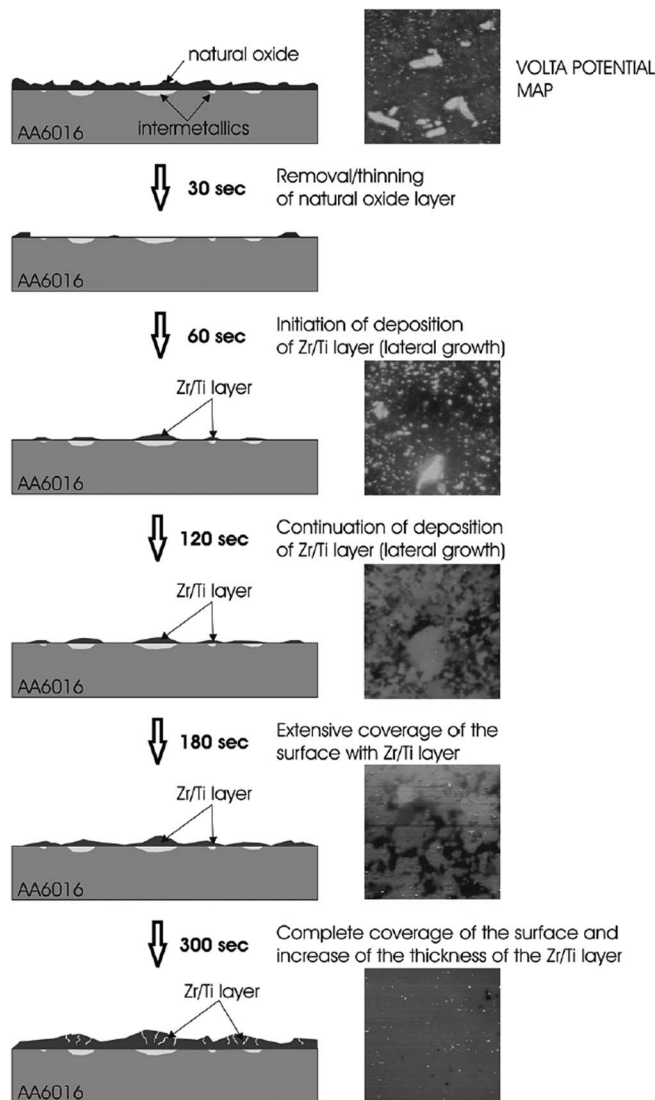 natural oxide
VOLTA POTENTIAL
MAP
intermetallics
AA6016
30 sec
Removal/thinning
of natural oxide layer
AA6016
60 sec
Initiation of deposition
of Zr/Ti layer (lateral growth)
Zr/Ti layer
AA6016
120 sec
Continuation of deposition
of Zr/Ti layer (lateral growth)
Zr/Ti layer
AA6016
180 sec
Extensive coverage of the
surface with Zr/Ti layer
Zr/Ti layer
AA6016
300 sec
Complete coverage of the surface and
increase of the thickness of the Zr/Ti layer
Zr/Ti layer
AA6016